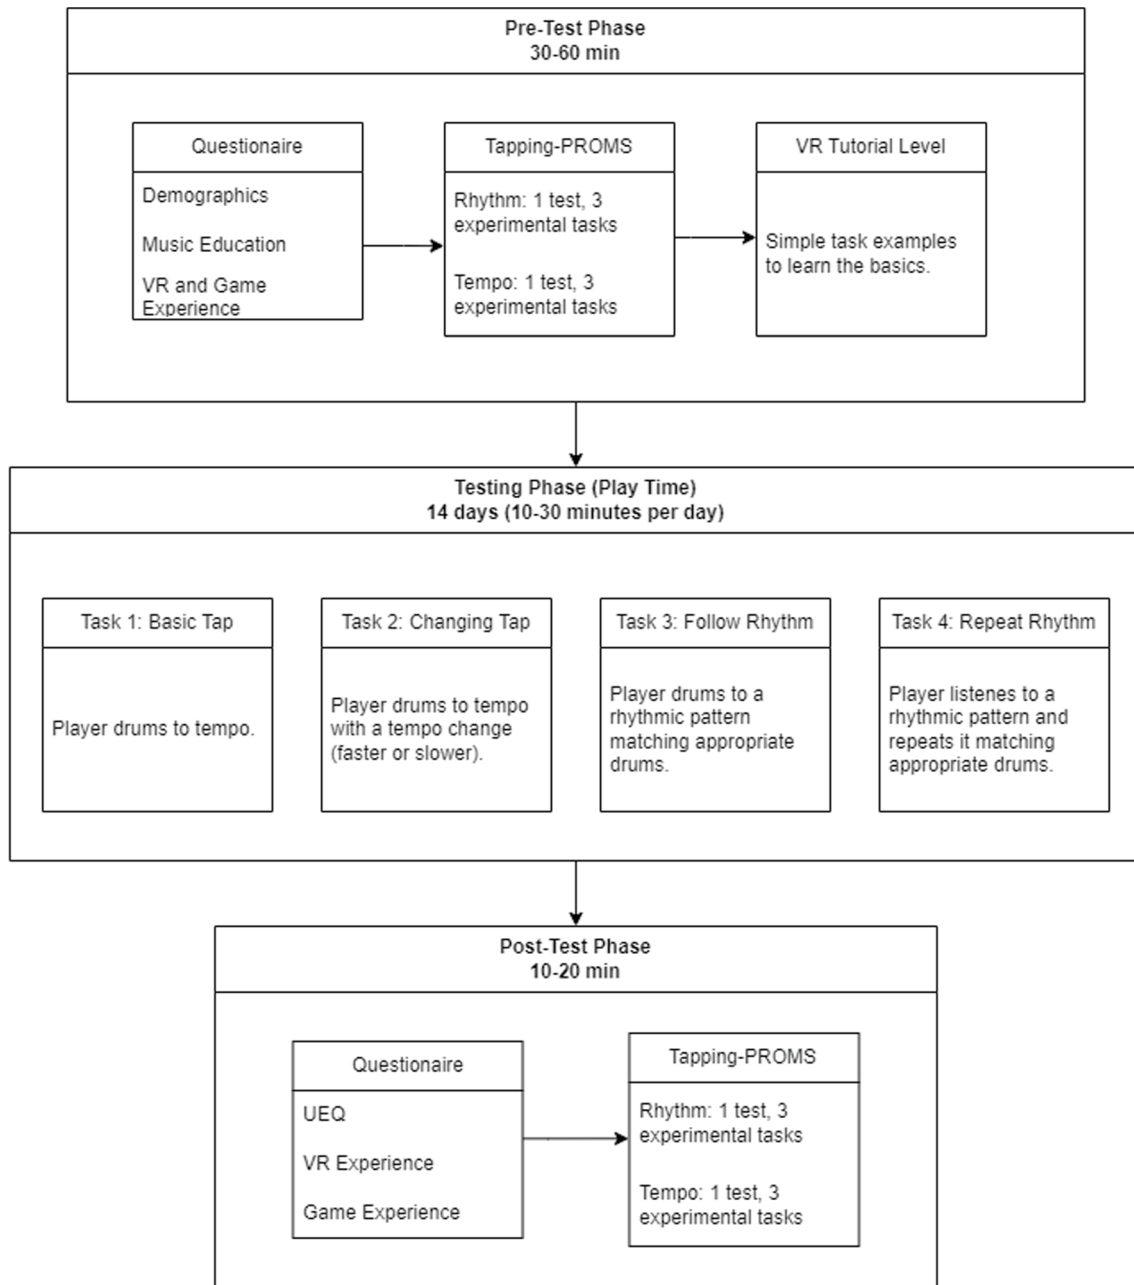 Pre-Test Phase
30-60 min
Questionaire
Demographics
Music Education
VR and Game
Experience
Tapping-PROMS
Rhythm: 1 test, 3
experimental tasks
Tempo: 1 test, 3
experimental tasks
VR Tutorial Level
Simple task examples
to learn the basics.
Testing Phase (Play Time)
14 days (10-30 minutes per day)
Task 1: Basic Tap
Player drums to tempo.
Task 2: Changing Tap
Player drums to tempo
with a tempo change
(faster or slower).
Task 3: Follow Rhythm
Player drums to a
rhythmic pattern
matching appropriate
drums.
Task 4: Repeat Rhythm
Player listenes to a
rhythmic pattern and
repeats it matching
appropriate drums.
Post-Test Phase
10-20 min
Questionaire
UEQ
VR Experience
Game Experience
Tapping-PROMS
Rhythm: 1 test, 3
experimental tasks
Tempo: 1 test, 3
experimental tasks